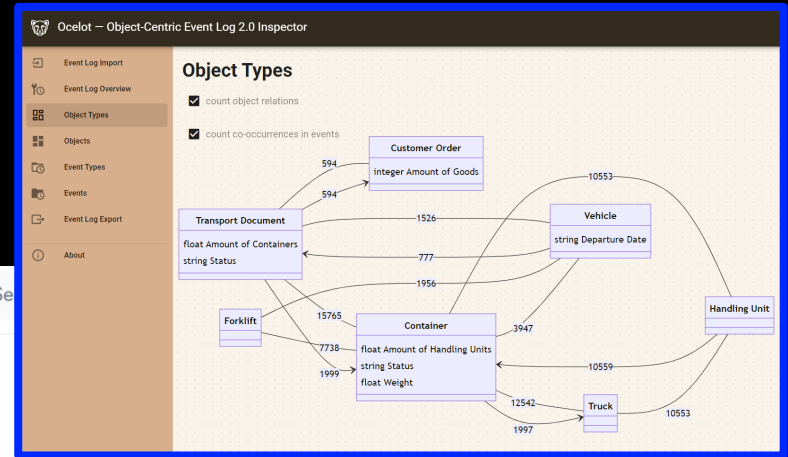 Ocelot — Object-Centric Event Log 2.0 Inspector
Event Log Import
Event Log Overview
Object Types
Objects
Event Types
Events
Event Log Export
About
Se
Object Types
count object relations
count co-occurrences in events
Customer Order
integer Amount of Goods
594
594
10553
Transport Document
float Amount of Containers
string Status
1526
Vehicle
string Departure Date
777
1956
Forklift
15765
Container
float Amount of Handling Units
string Status
float Weight
3947
Handling Unit
7738
1999
10559
12542
Truck
10553
1997